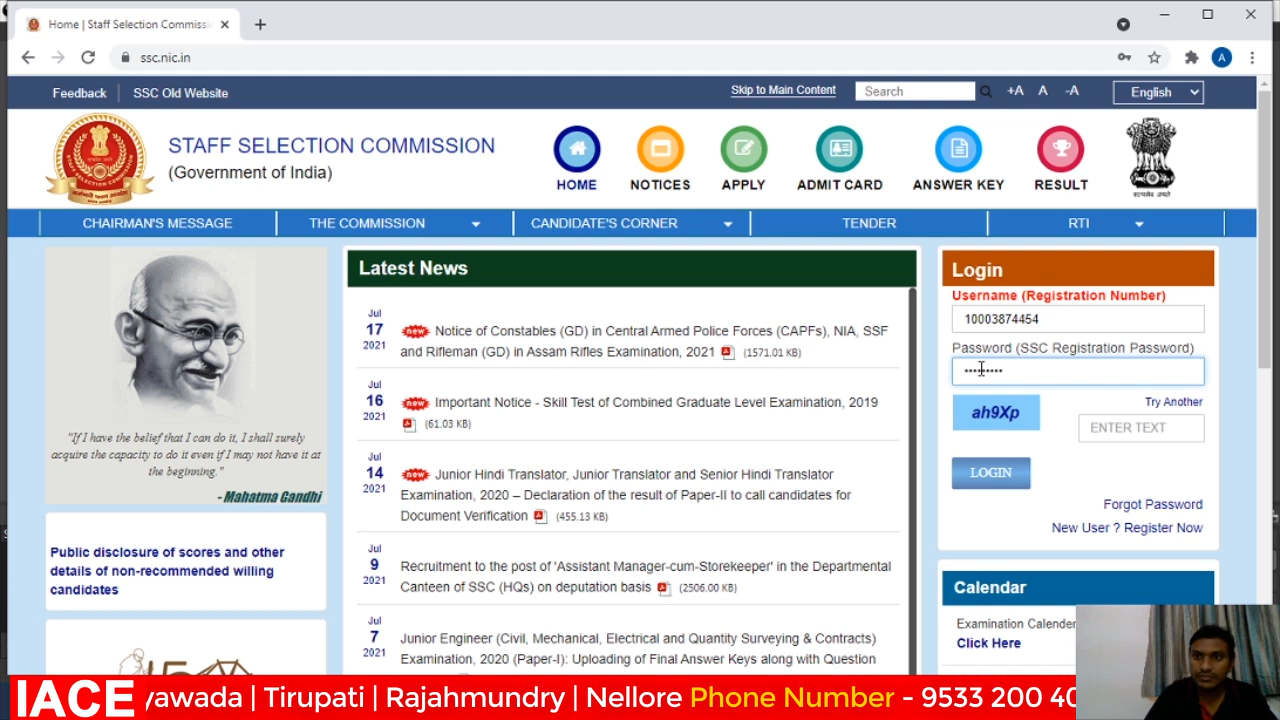 Home | Staff Selection Commiss
ssc.nic.in
A
Feedback
SSC Old Website
Skip to Main Content
Search
+A
A
-A
English
STAFF SELECTION COMMISSION
(Government of India)
HOME
NOTICES
APPLY
ADMIT CARD
ANSWER KEY
RESULT
सत्यमेव जयते
CHAIRMAN'S MESSAGE
THE COMMISSION
CANDIDATE'S CORNER
TENDER
RTI
"If I have the belief that I can do it, I shall surely
acquire the capacity to do it even if I may not have it at
the beginning."
- Mahatma Gandhi
Public disclosure of scores and other
details of non-recommended willing
candidates
Latest News
Jul
17
2021
new Notice of Constables (GD) in Central Armed Police Forces (CAPFs), NIA, SSF
and Rifleman (GD) in Assam Rifles Examination, 2021 (1571.01 KB)
Jul
16
2021
new Important Notice - Skill Test of Combined Graduate Level Examination, 2019
(61.03 KB)
Jul
14
2021
new Junior Hindi Translator, Junior Translator and Senior Hindi Translator
Examination, 2020 – Declaration of the result of Paper-II to call candidates for
Document Verification (455.13 KB)
Jul
9
2021
Recruitment to the post of 'Assistant Manager-cum-Storekeeper' in the Departmental
Canteen of SSC (HQs) on deputation basis (2506.00 KB)
Jul
7
2021
Junior Engineer (Civil, Mechanical, Electrical and Quantity Surveying & Contracts)
Examination, 2020 (Paper-I): Uploading of Final Answer Keys along with Question
Login
Username (Registration Number)
10003874454
Password (SSC Registration Password)
ah9Xp
Try Another
ENTER TEXT
LOGIN
Forgot Password
New User ? Register Now
Calendar
Examination Calender
Click Here
IACE
yawada | Tirupati | Rajahmundry | Nellore Phone Number - 9533 200 40